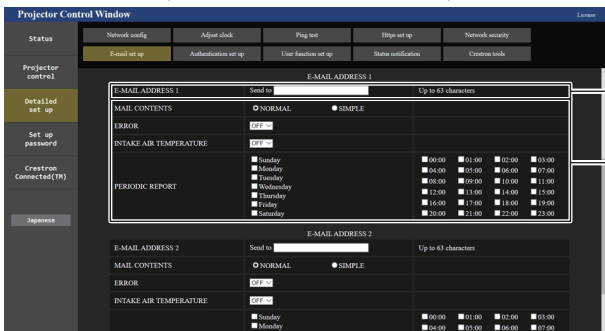 Projector Control Window
License
Status
Projector
control
Detailed
set up
Set up
password
Crestron
Connected(TM)
Japanese
Network config
Adjust clock
Ping test
Https set up
Network security
E-mail set up
Authentication set up
User function set up
Status notification
Crestron tools
E-MAIL ADDRESS 1
E-MAIL ADDRESS 1 Send to Up to 63 characters
MAIL CONTENTS NORMAL SIMPLE
ERROR OFF
INTAKE AIR TEMPERATURE OFF
PERIODIC REPORT
Sunday
Monday
Tuesday
Wednesday
Thursday
Friday
Saturday
00:00 01:00 02:00 03:00
04:00 05:00 06:00 07:00
08:00 09:00 10:00 11:00
12:00 13:00 14:00 15:00
16:00 17:00 18:00 19:00
20:00 21:00 22:00 23:00
E-MAIL ADDRESS 2
E-MAIL ADDRESS 2 Send to Up to 63 characters
MAIL CONTENTS NORMAL SIMPLE
ERROR OFF
INTAKE AIR TEMPERATURE OFF
Sunday
Monday
00:00 01:00 02:00 03:00
04:00 05:00 06:00 07:00